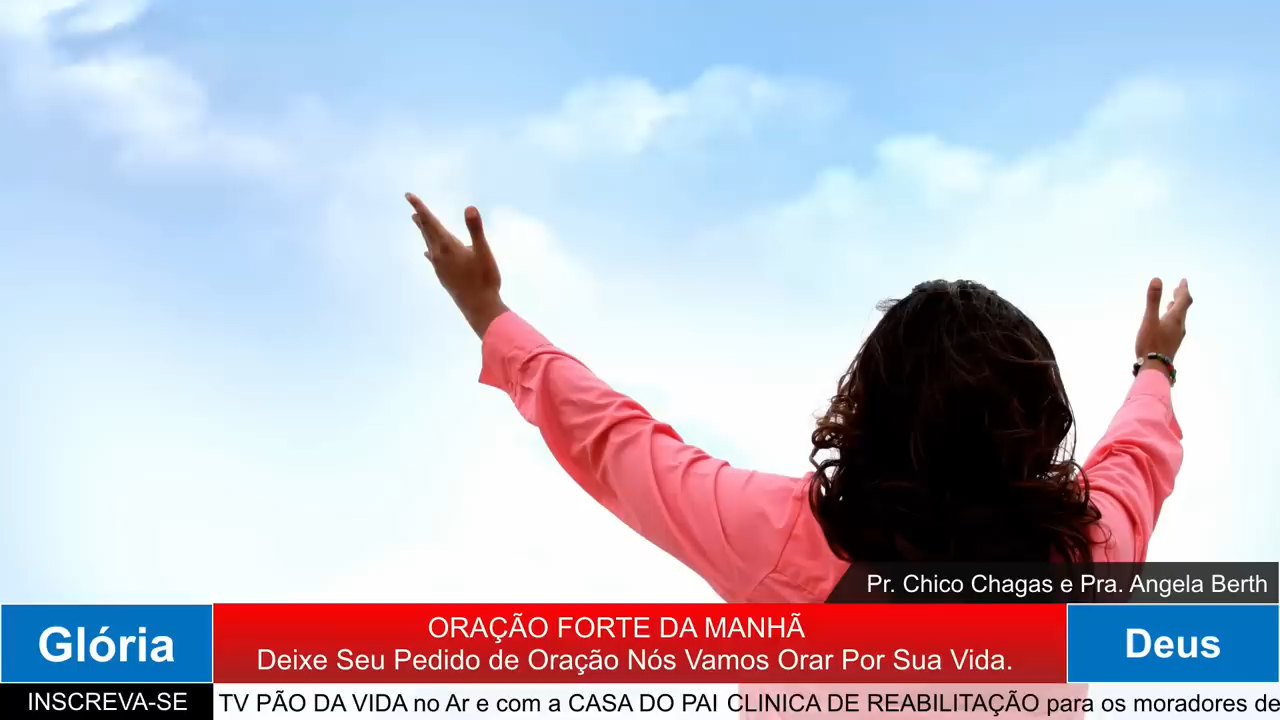 Pr. Chico Chagas e Pra. Angela Berth
Glória
ORAÇÃO FORTE DA MANHÃ
Deixe Seu Pedido de Oração Nós Vamos Orar Por Sua Vida.
Deus
INSCREVA-SE
TV PÃO DA VIDA no Ar e com a CASA DO PAI CLINICA DE REABILITAÇÃO para os moradores de